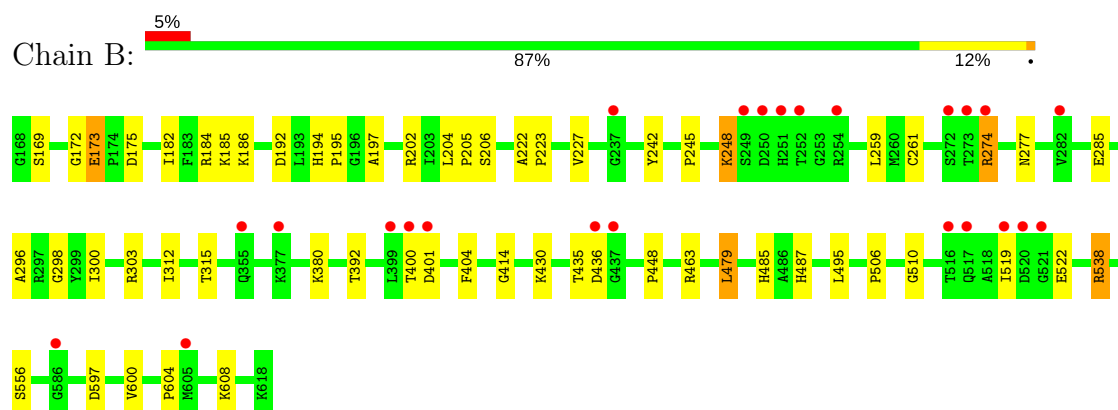 5%
Chain B:
87% 12% •
G168 S169 G172 E173 P174 D175 I182 F183 R184 K185 K186 D192 L193 H194 P195 G196 A197 R202 I203 L204 P205 S206 A222 P223 V227 G237 Y242 P245 K248 S249 D250 H251 T252 G253 R254 L259 M260 C261 S272 T273 R274 N277 V282 E285
A296 R297 G298 Y299 I300 R303 I312 T315 Q355 K377 K380 T392 L399 T400 D401 F404 G414 K430 T435 D436 G437 P448 R463 L479 H485 A486 H487 L495 P506 G510 T516 Q517 A518 I519 D520 G521 E522 R538
S556 G586 D597 V600 P604 M605 K608 K618